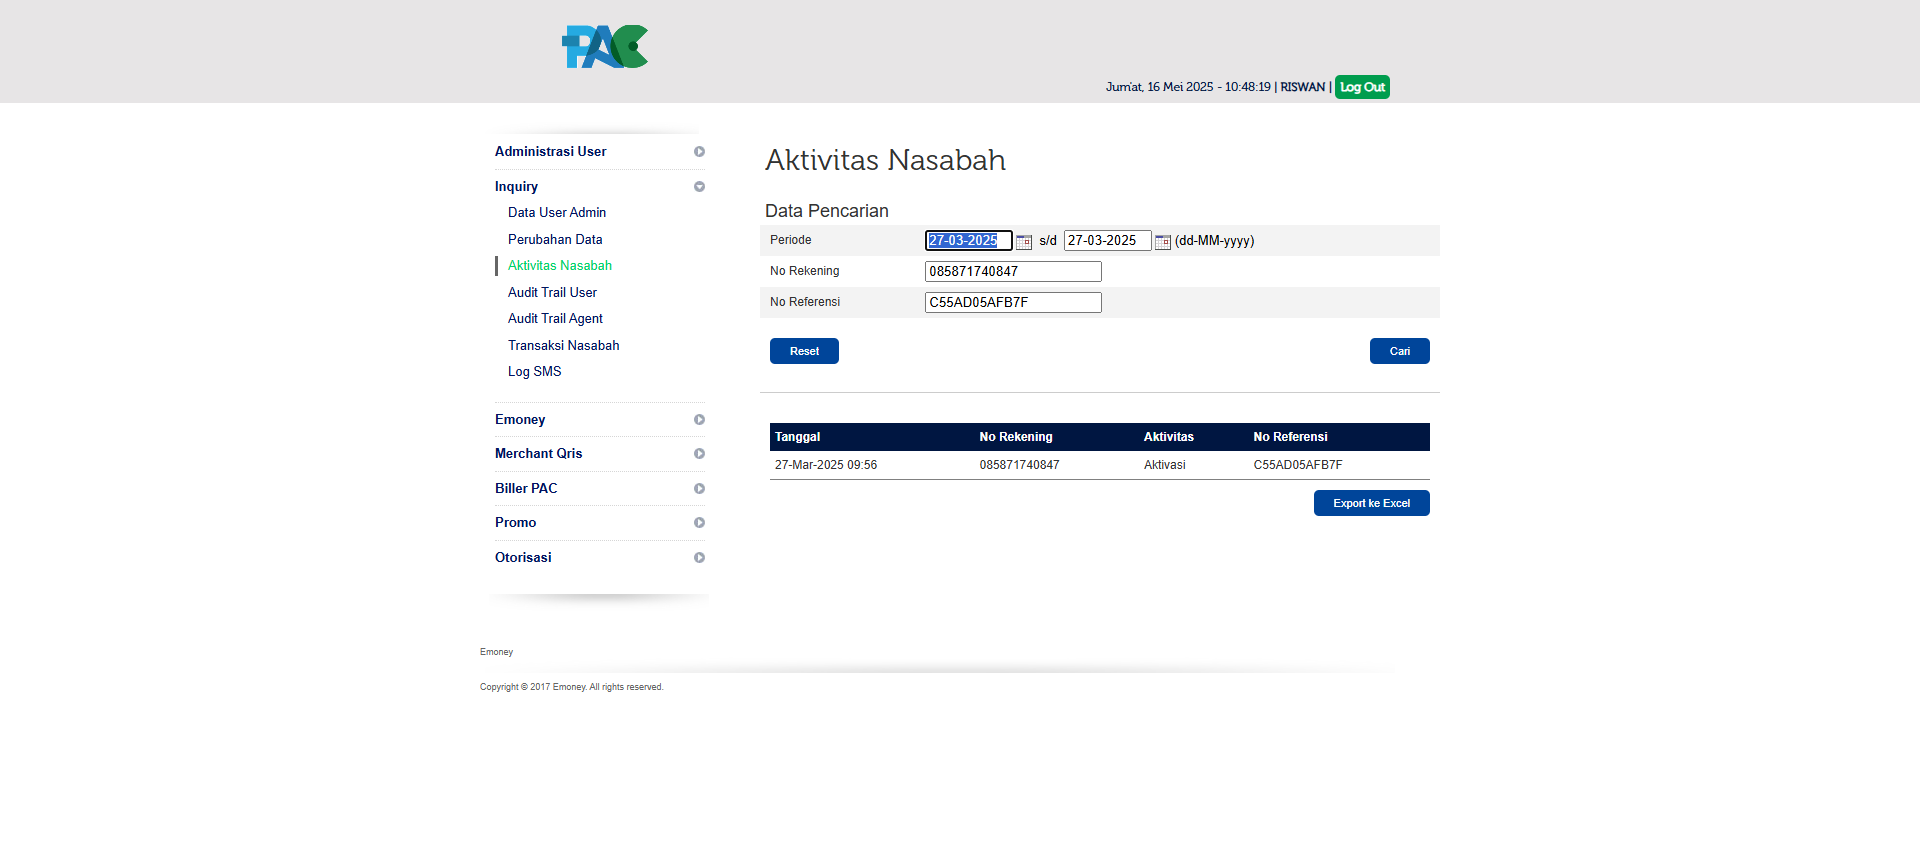 PAC
Jum'at, 16 Mei 2025 - 10:48:19 | RISWAN | Log Out
Administrasi User
Inquiry
Data User Admin
Perubahan Data
Aktivitas Nasabah
Audit Trail User
Audit Trail Agent
Transaksi Nasabah
Log SMS
Emoney
Merchant Qris
Biller PAC
Promo
Otorisasi
Aktivitas Nasabah
Data Pencarian
Periode 27-03-2025 s/d 27-03-2025 (dd-MM-yyyy)
No Rekening 085871740847
No Referensi C55AD05AFB7F
Reset Cari
Tanggal No Rekening Aktivitas No Referensi
27-Mar-2025 09:56 085871740847 Aktivasi C55AD05AFB7F
Export ke Excel
Emoney
Copyright © 2017 Emoney. All rights reserved.